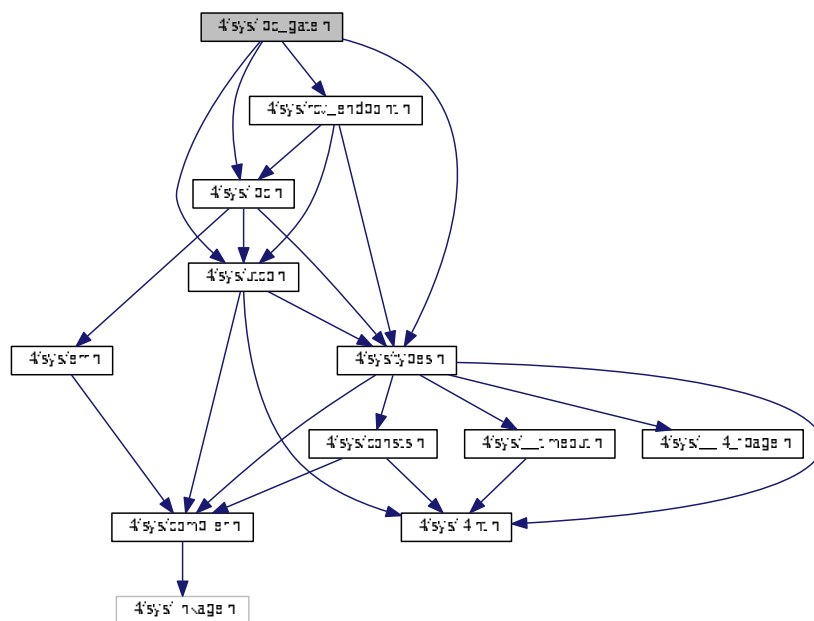 l4/sys/ipc_gate.h
l4/sys/rcv_endpoint.h
l4/sys/ipc.h
l4/sys/utcb.h
l4/sys/err.h
l4/sys/types.h
l4/sys/consts.h
l4/sys/__timeout.h
l4/sys/__l4_fpage.h
l4/sys/compiler.h
l4/sys/l4int.h
l4/sys/linkage.h